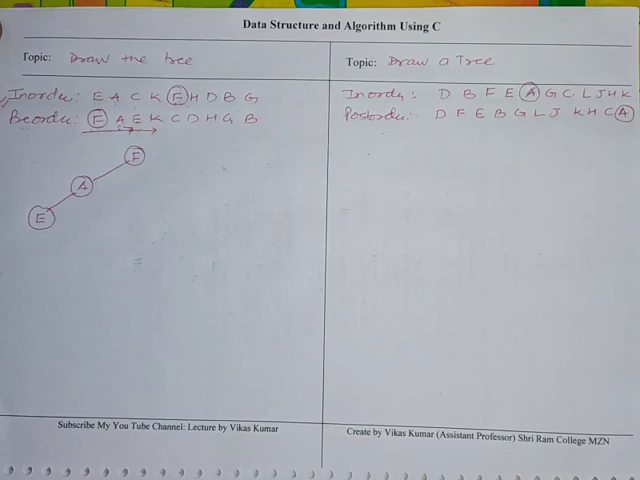 Data Structure and Algorithm Using C
Topic: Draw the tree
Inorder: E A C K F H D B G
Preorder: F A E K C D H G B
F
A
E
Topic: Draw a Tree
Inordy: D B F E A G C L J H K
Postorder: D F E B G L J K H C A
Subscribe My You Tube Channel: Lecture by Vikas Kumar
Create by Vikas Kumar (Assistant Professor) Shri Ram College MZN